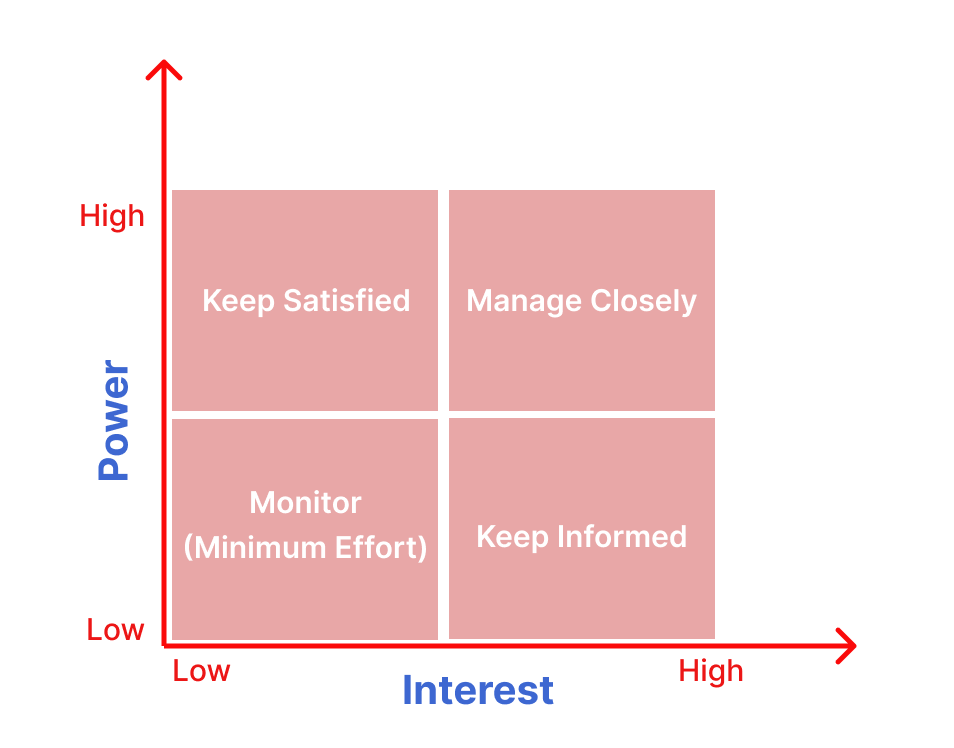 High
Keep Satisfied
Manage Closely
Power
Monitor
(Minimum Effort)
Keep Informed
Low
Low
High
Interest